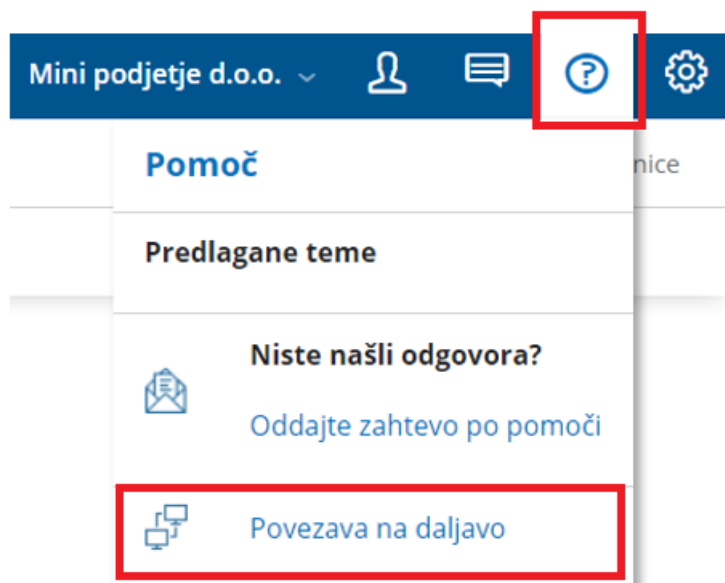 Mini podjetje d.o.o.
Pomoč
nice
Predlagane teme
Niste našli odgovora?
Oddajte zahtevo po pomoči
Povezava na daljavo